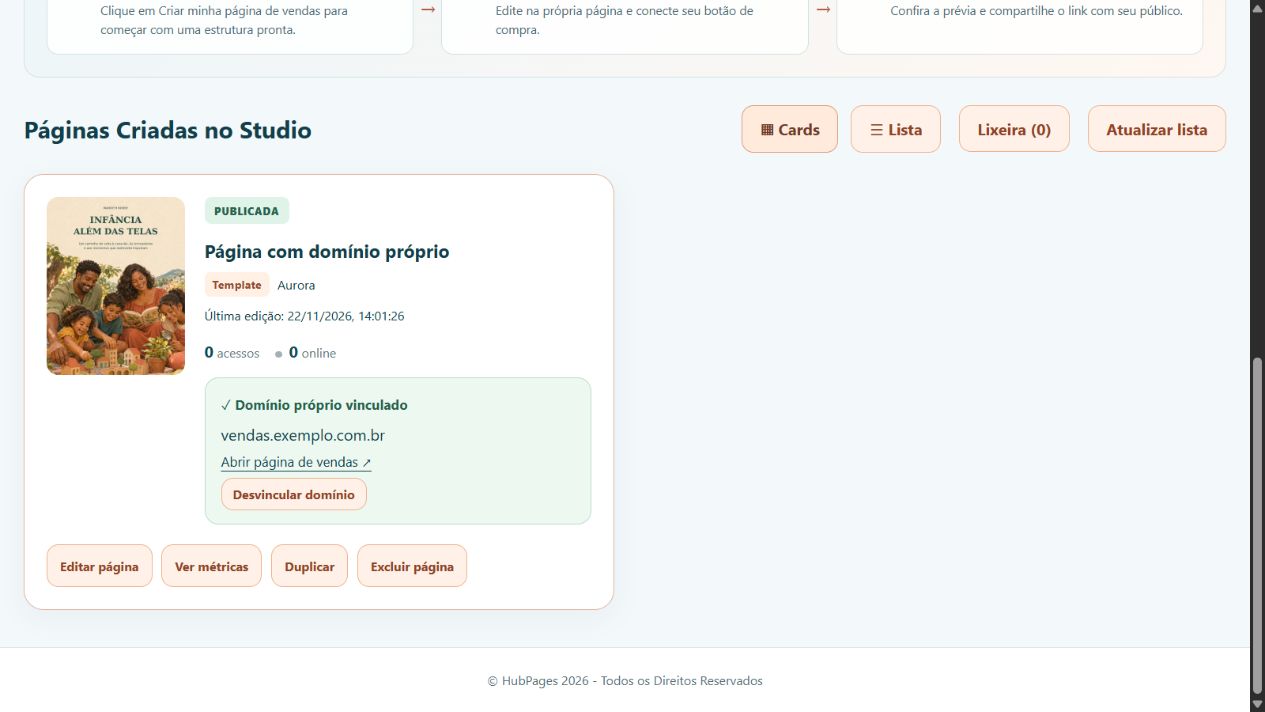 Clique em Criar minha página de vendas para
começar com uma estrutura pronta.
→
Edite na própria página e conecte seu botão de
compra.
→
Confira a prévia e compartilhe o link com seu público.
Páginas Criadas no Studio
▦ Cards
☰ Lista
Lixeira (0)
Atualizar lista
INFÂNCIA
ALÉM DAS TELAS
PUBLICADA
Página com domínio próprio
Template Aurora
Última edição: 22/11/2026, 14:01:26
0 acessos ● 0 online
✓ Domínio próprio vinculado
vendas.exemplo.com.br
Abrir página de vendas ↗
Desvincular domínio
Editar página
Ver métricas
Duplicar
Excluir página
© HubPages 2026 - Todos os Direitos Reservados